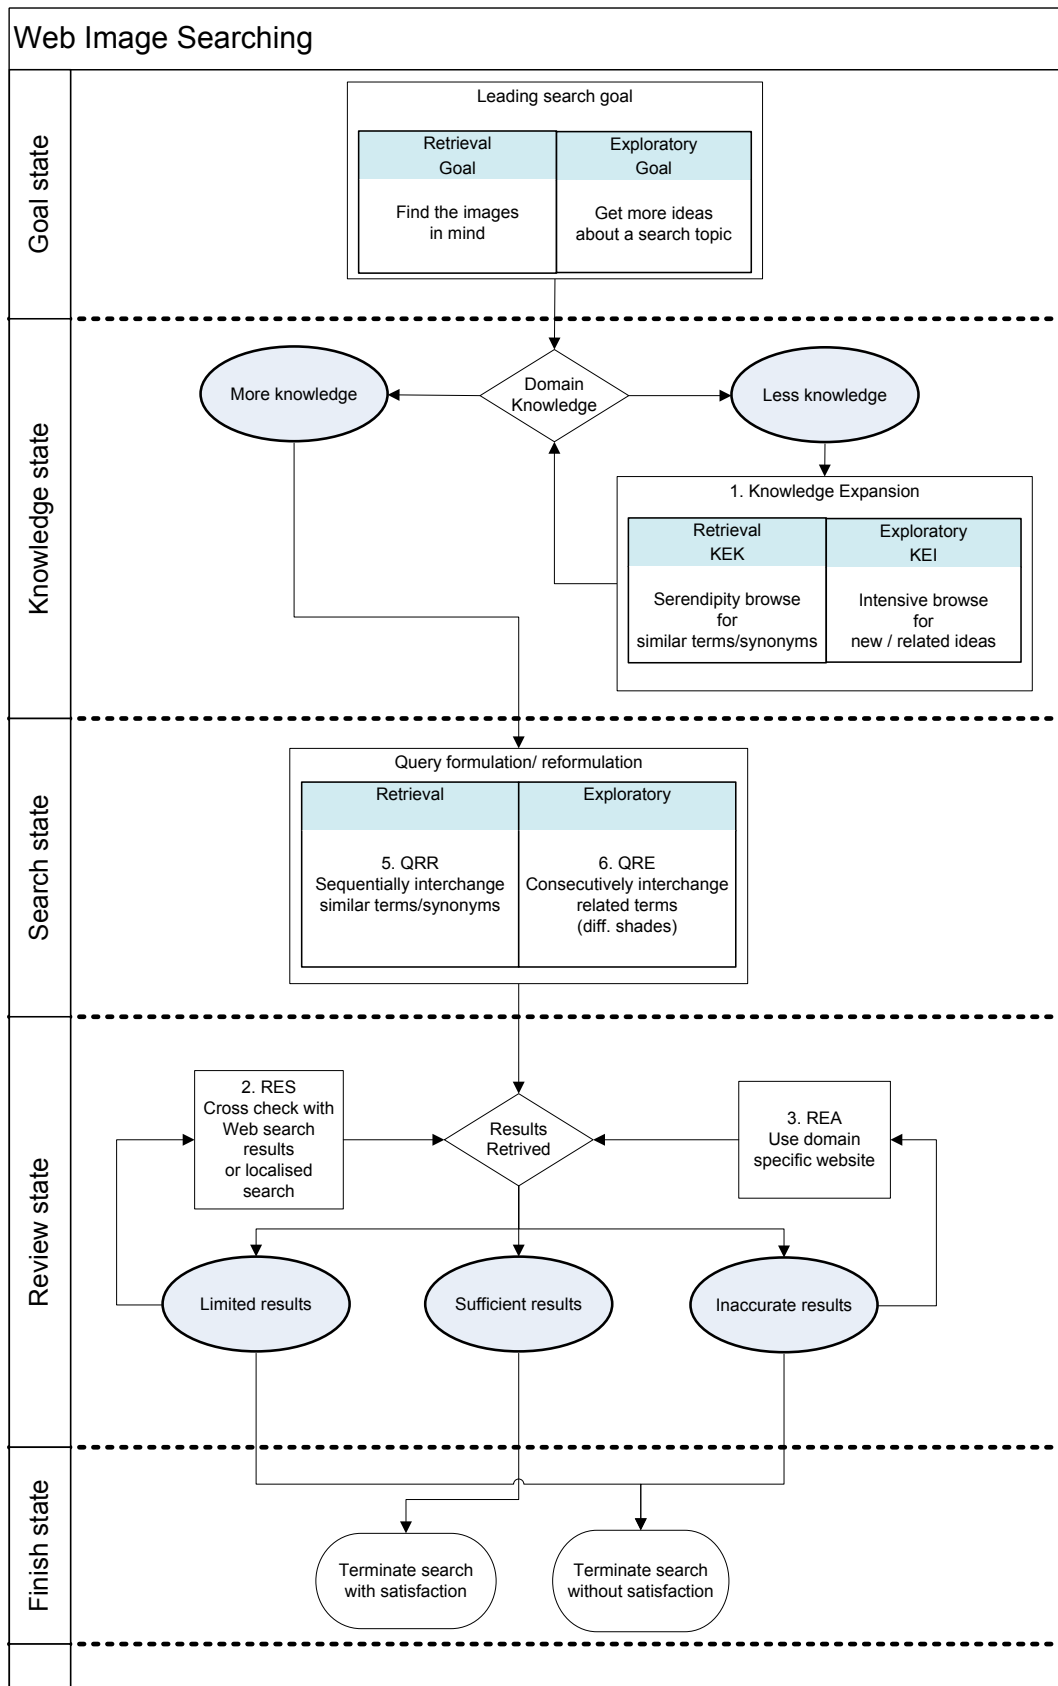 Web Image Searching
Goal state
Leading search goal
Retrieval
Goal
Exploratory
Goal
Find the images
in mind
Get more ideas
about a search topic
Knowledge state
More knowledge
Domain
Knowledge
Less knowledge
1. Knowledge Expansion
Retrieval
KEK
Exploratory
KEI
Serendipity browse
for
similar terms/synonyms
Intensive browse
for
new / related ideas
Search state
Query formulation/ reformulation
Retrieval
Exploratory
5. QRR
Sequentially interchange
similar terms/synonyms
6. QRE
Consecutively interchange
related terms
(diff. shades)
Review state
2. RES
Cross check with
Web search
results
or localised
search
Results
Retrived
3. REA
Use domain
specific website
Limited results
Sufficient results
Inaccurate results
Finish state
Terminate search
with satisfaction
Terminate search
without satisfaction